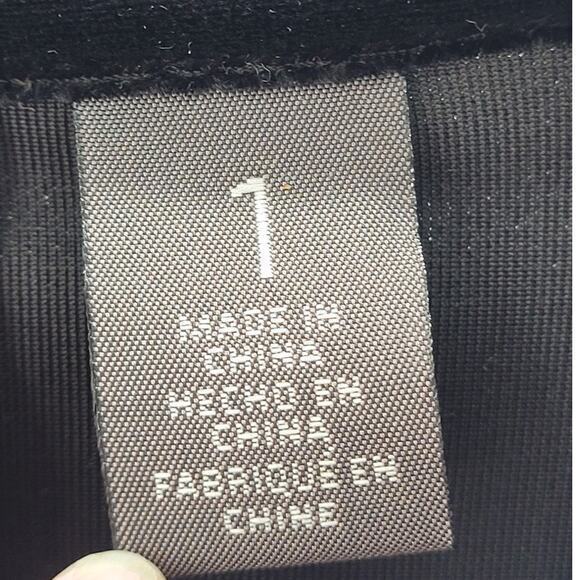 1
MADE IN
CHINA
HECHO EN
CHINA
FABRIQUÉ EN
CHINE